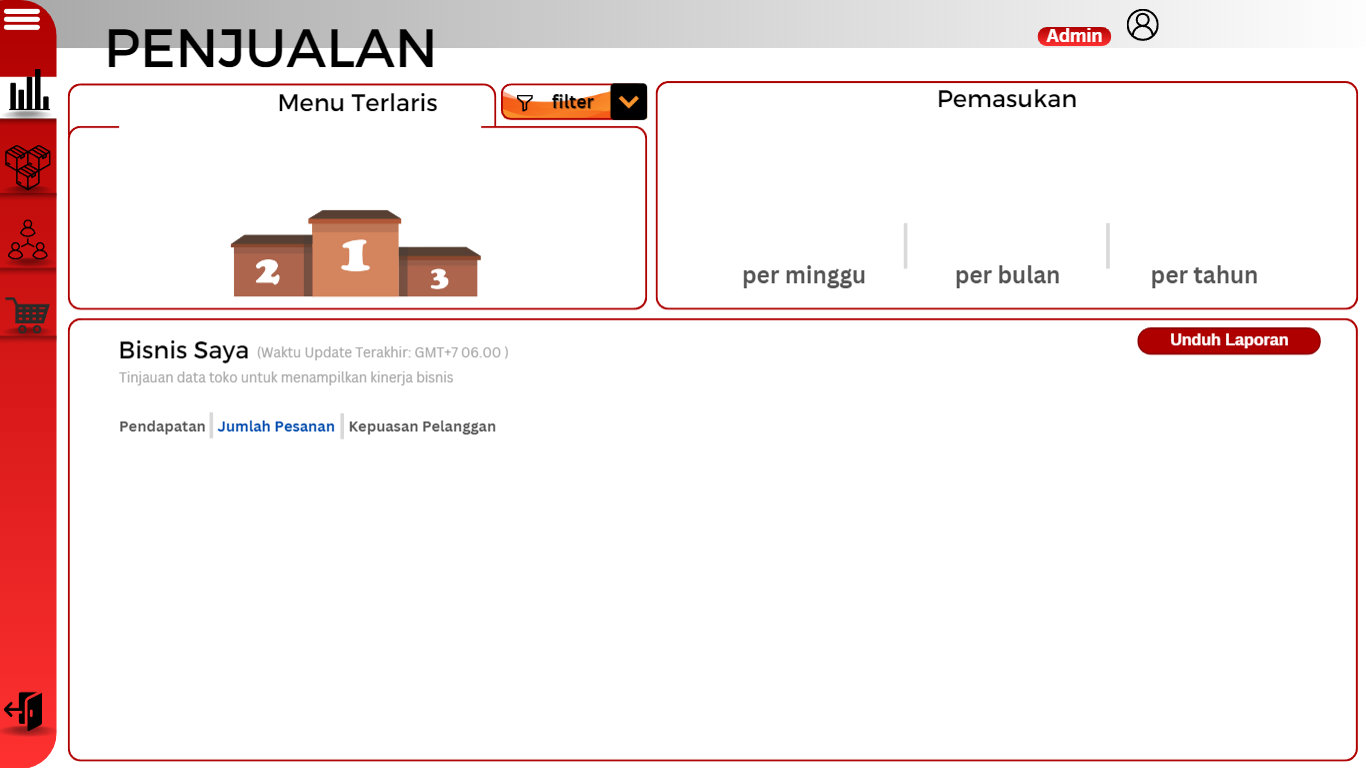 PENJUALAN
Admin
Menu Terlaris
filter
Pemasukan
2 1 3
per minggu
per bulan
per tahun
Bisnis Saya (Waktu Update Terakhir: GMT+7 06.00 )
Unduh Laporan
Tinjauan data toko untuk menampilkan kinerja bisnis
Pendapatan Jumlah Pesanan Kepuasan Pelanggan